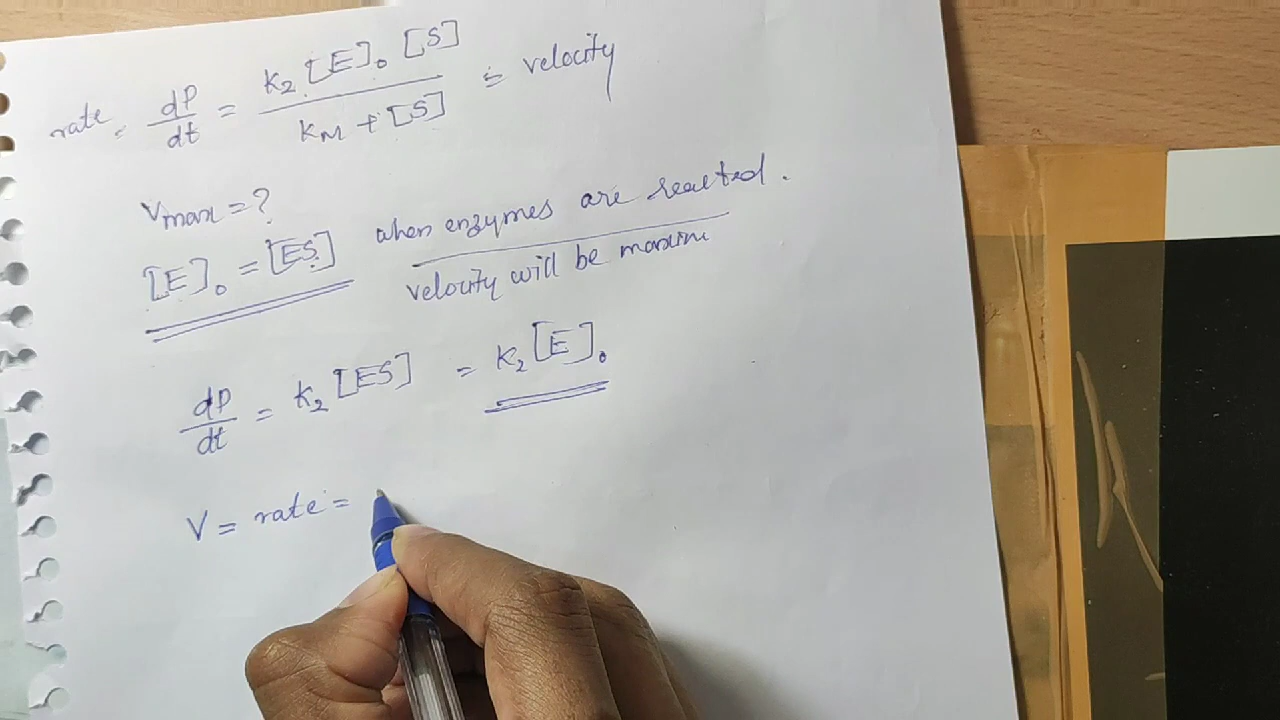 rate = dP/dt = K2 [E]0 [S] / KM + [S] = velocity
Vmax = ?
[E]0 = [ES] when enzymes are reacted.
velocity will be maxim
dP/dt = K2 [ES] = K2 [E]0
V = rate =